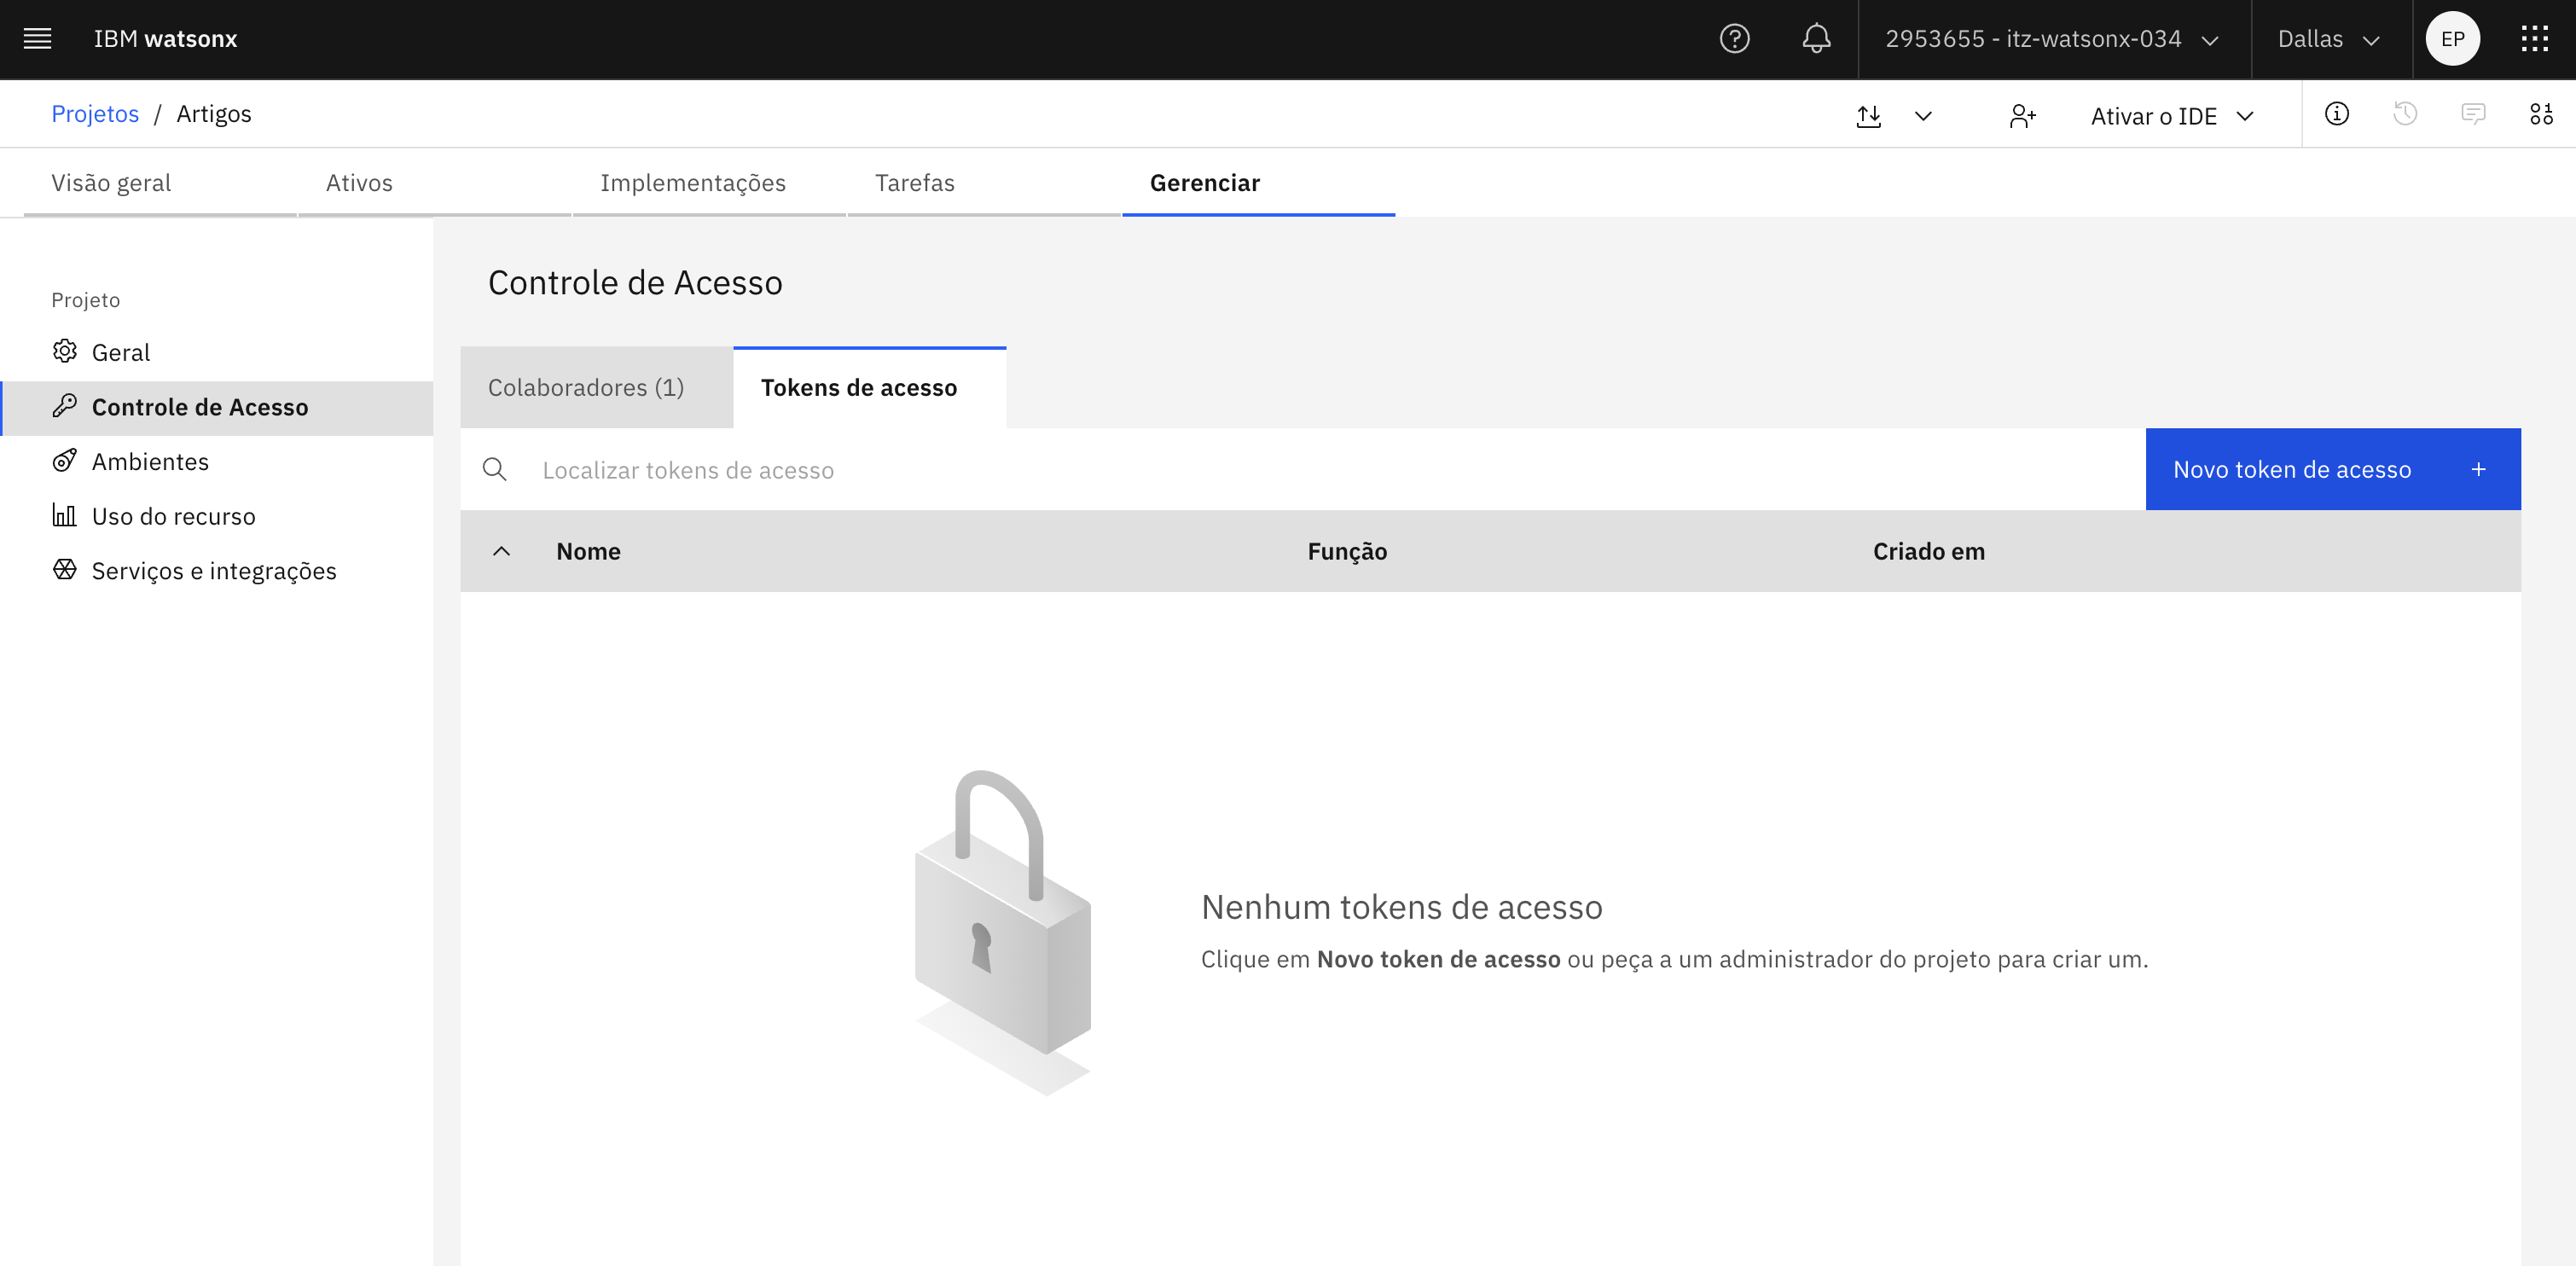 IBM watsonx
2953655 - itz-watsonx-034
Dallas
EP
Projetos / Artigos
Ativar o IDE
Visão geral
Ativos
Implementações
Tarefas
Gerenciar
Projeto
Geral
Controle de Acesso
Ambientes
Uso do recurso
Serviços e integrações
Controle de Acesso
Colaboradores (1)
Tokens de acesso
Localizar tokens de acesso
Novo token de acesso +
Nome
Função
Criado em
Nenhum tokens de acesso
Clique em Novo token de acesso ou peça a um administrador do projeto para criar um.